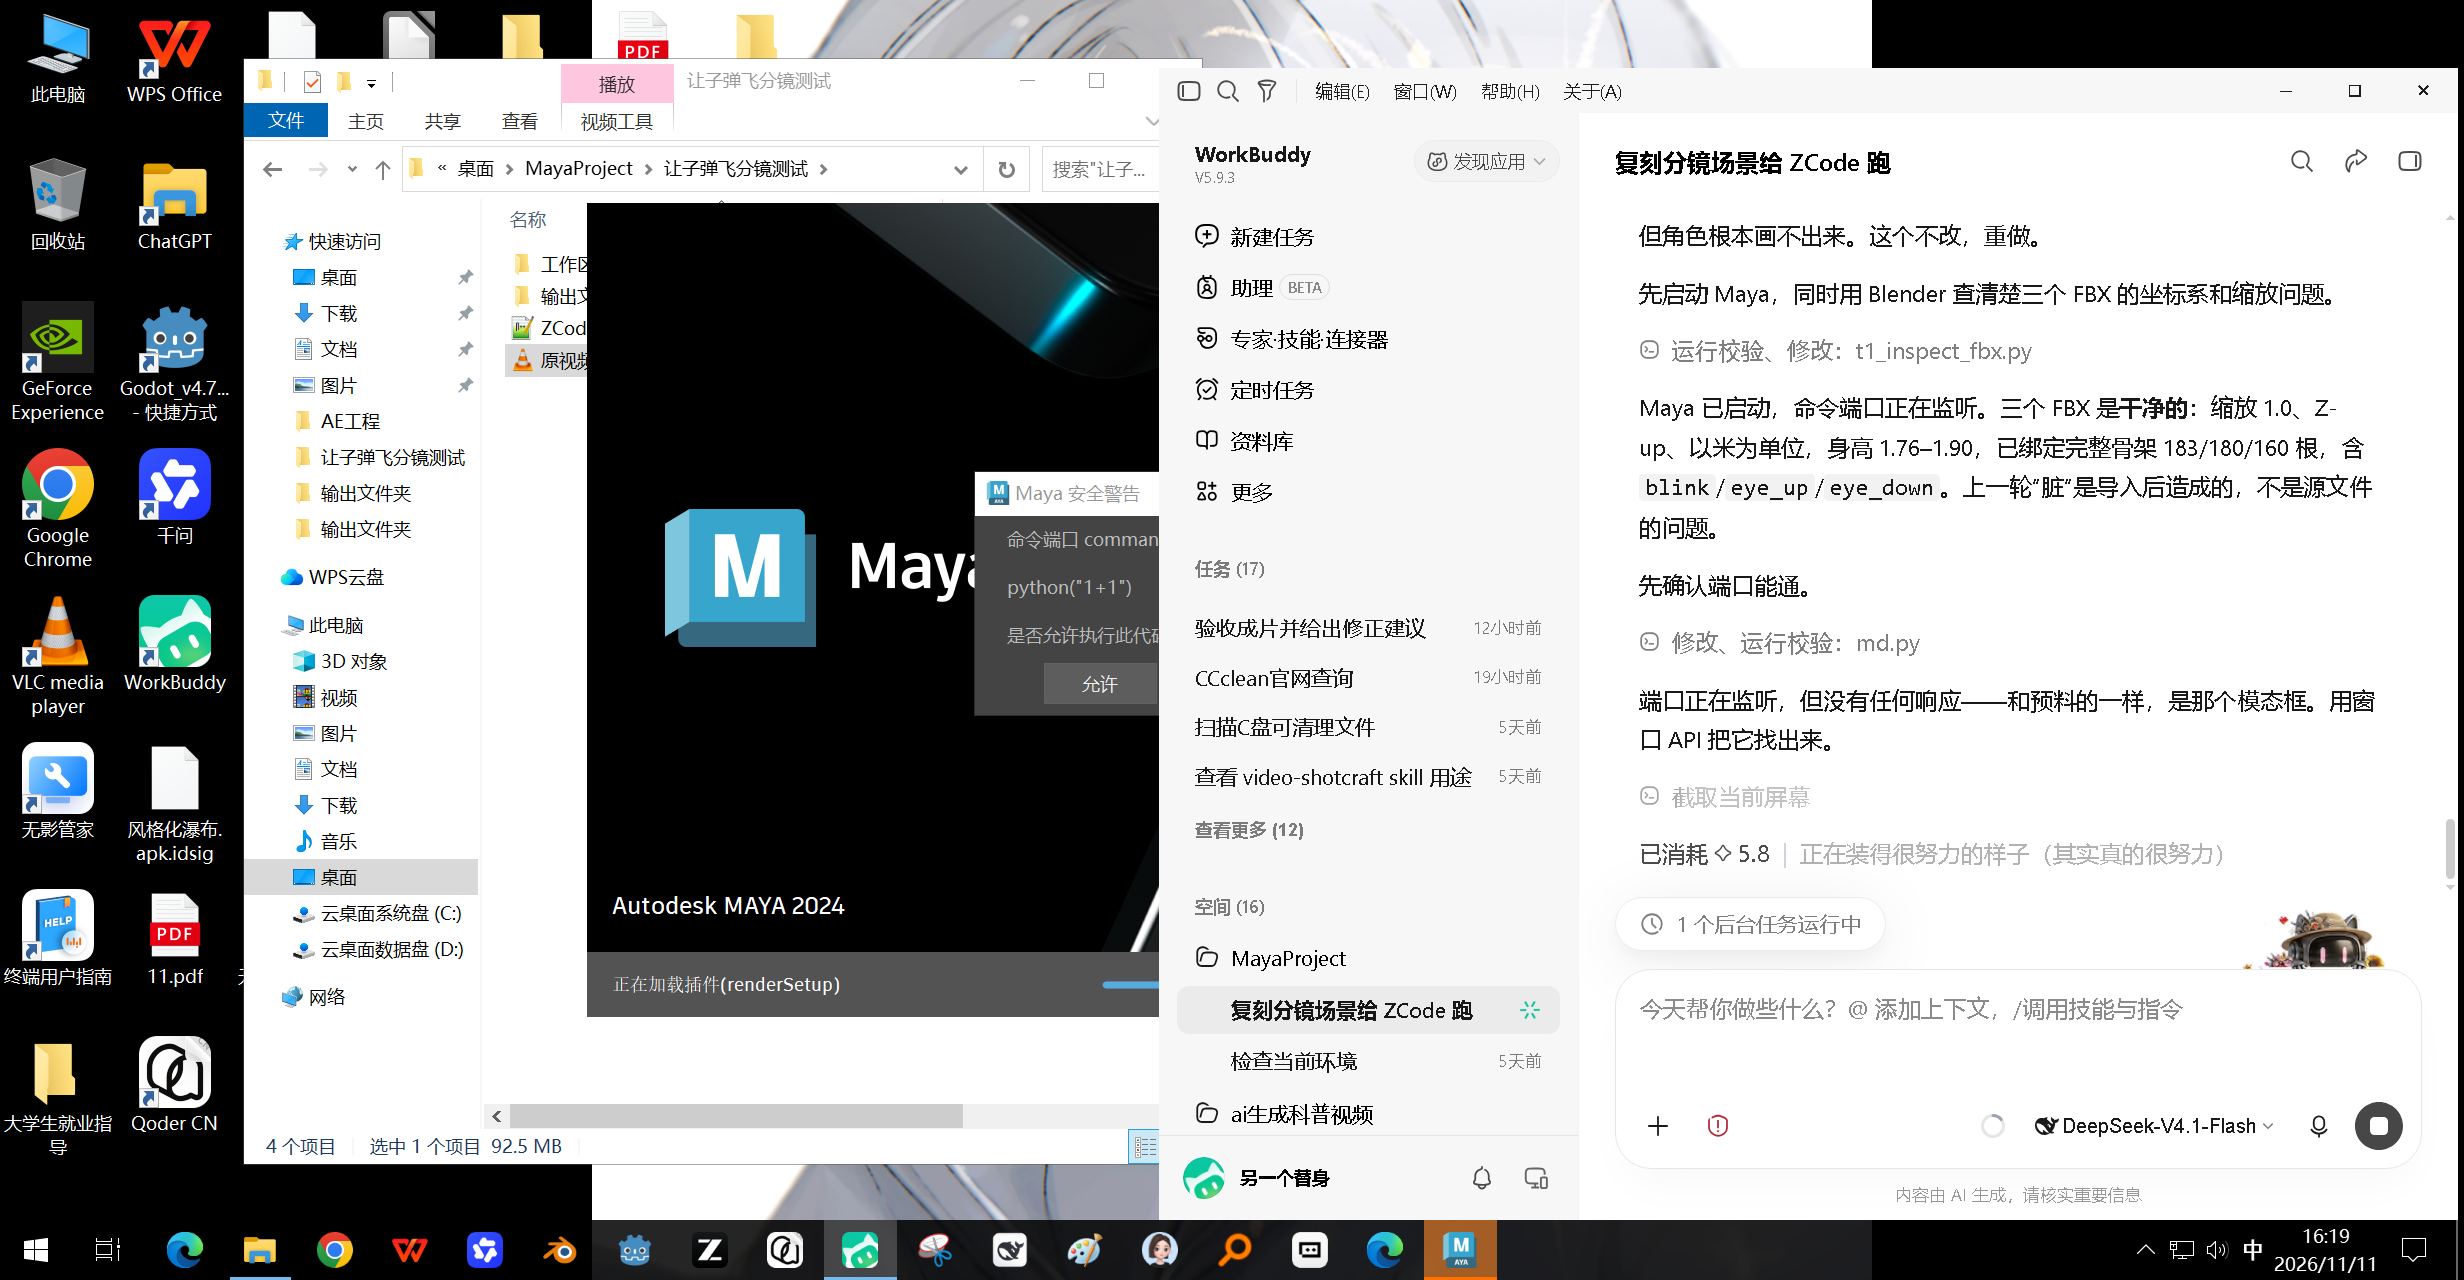 此电脑
WPS Office
回收站
ChatGPT
GeForce
Experience
Godot_v4.7...
- 快捷方式
Google
Chrome
千问
VLC media
player
WorkBuddy
无影管家
风格化瀑布.
apk.idsig
HELP
终端用户指南
PDF
11.pdf
大学生就业指
导
Qoder CN
PDF
播放
让子弹飞分镜测试
文件
主页
共享
查看
视频工具
« 桌面 › MayaProject › 让子弹飞分镜测试 ›
搜索"让子...
名称
快速访问
桌面
下载
文档
图片
AE工程
让子弹飞分镜测试
输出文件夹
输出文件夹
WPS云盘
此电脑
3D 对象
视频
图片
文档
下载
音乐
桌面
云桌面系统盘 (C:)
云桌面数据盘 (D:)
网络
工作区
输出文
ZCod
原视频
4 个项目
选中 1 个项目 92.5 MB
M
Maya
Autodesk MAYA 2024
正在加载插件(renderSetup)
Maya 安全警告
命令端口 comman
python("1+1")
是否允许执行此代码
允许
编辑(E)
窗口(W)
帮助(H)
关于(A)
WorkBuddy
V5.9.3
发现应用
新建任务
助理 BETA
专家·技能·连接器
定时任务
资料库
更多
任务 (17)
验收成片并给出修正建议 12小时前
CCclean官网查询 19小时前
扫描C盘可清理文件 5天前
查看 video-shotcraft skill 用途 5天前
查看更多 (12)
空间 (16)
MayaProject
复刻分镜场景给 ZCode 跑
检查当前环境 5天前
ai生成科普视频
另一个替身
复刻分镜场景给 ZCode 跑
但角色根本画不出来。这个不改，重做。
先启动 Maya，同时用 Blender 查清楚三个 FBX 的坐标系和缩放问题。
运行校验、修改：t1_inspect_fbx.py
Maya 已启动，命令端口正在监听。三个 FBX 是干净的：缩放 1.0、Z-
up、以米为单位，身高 1.76–1.90，已绑定完整骨架 183/180/160 根，含
blink / eye_up / eye_down 。上一轮"脏"是导入后造成的，不是源文件
的问题。
先确认端口能通。
修改、运行校验：md.py
端口正在监听，但没有任何响应——和预料的一样，是那个模态框。用窗
口 API 把它找出来。
截取当前屏幕
已消耗 5.8 | 正在装得很努力的样子（其实真的很努力）
1 个后台任务运行中
今天帮你做些什么？@ 添加上下文，/调用技能与指令
DeepSeek-V4.1-Flash
内容由 AI 生成，请核实重要信息
M
AYA
中
16:19
2026/11/11